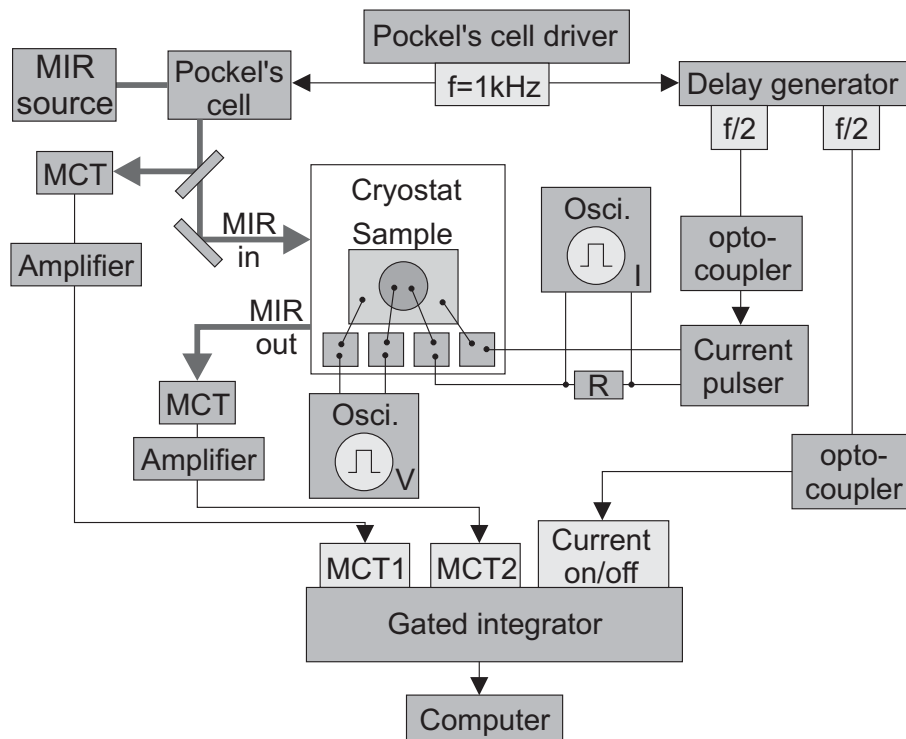 Pockel's cell driver
f=1kHz
MIR
source
Pockel's
cell
Delay generator
f/2
f/2
MCT
Amplifier
MIR
in
Cryostat
Sample
Osci.
I
opto-
coupler
MIR
out
Current
pulser
R
MCT
Amplifier
Osci.
V
opto-
coupler
MCT1
MCT2
Current
on/off
Gated integrator
Computer